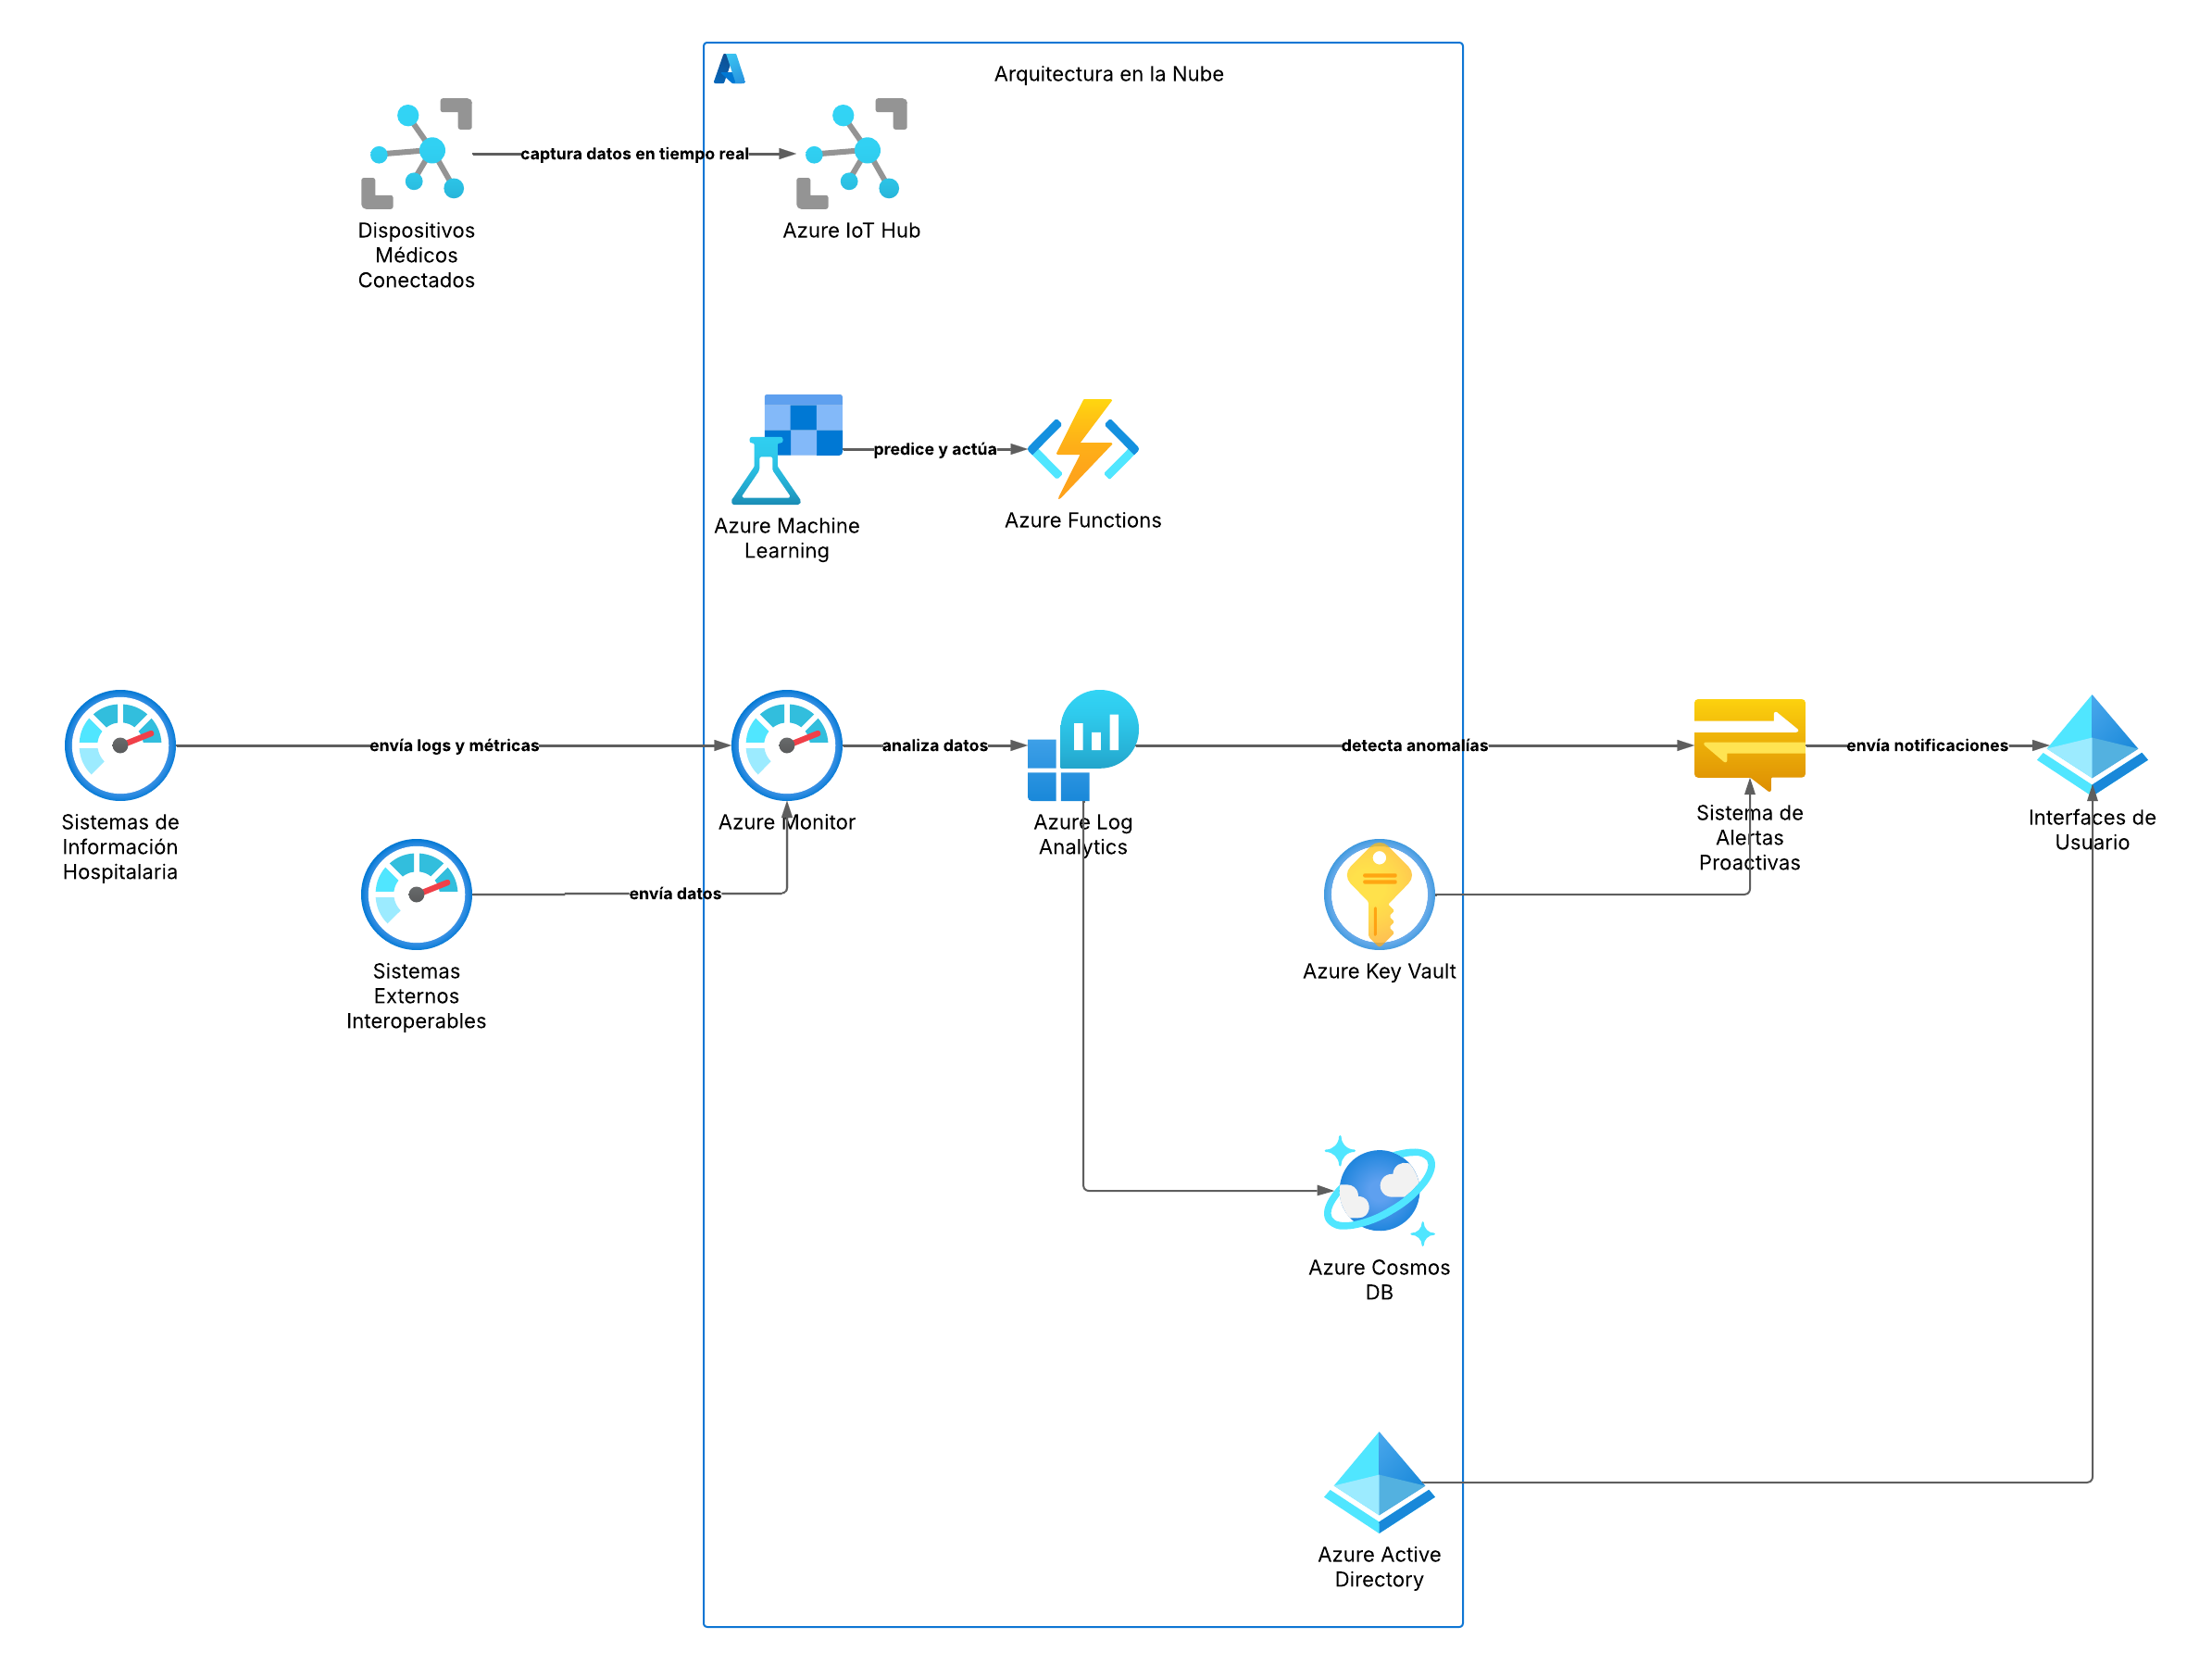 Arquitectura en la Nube
captura datos en tiempo real
Dispositivos
Médicos
Conectados
Azure IoT Hub
predice y actúa
Azure Machine
Learning
Azure Functions
envía logs y métricas
analiza datos
detecta anomalías
envía notificaciones
Sistemas de
Información
Hospitalaria
Azure Monitor
Azure Log
Analytics
Sistema de
Alertas
Proactivas
Interfaces de
Usuario
envía datos
Sistemas
Externos
Interoperables
Azure Key Vault
Azure Cosmos
DB
Azure Active
Directory